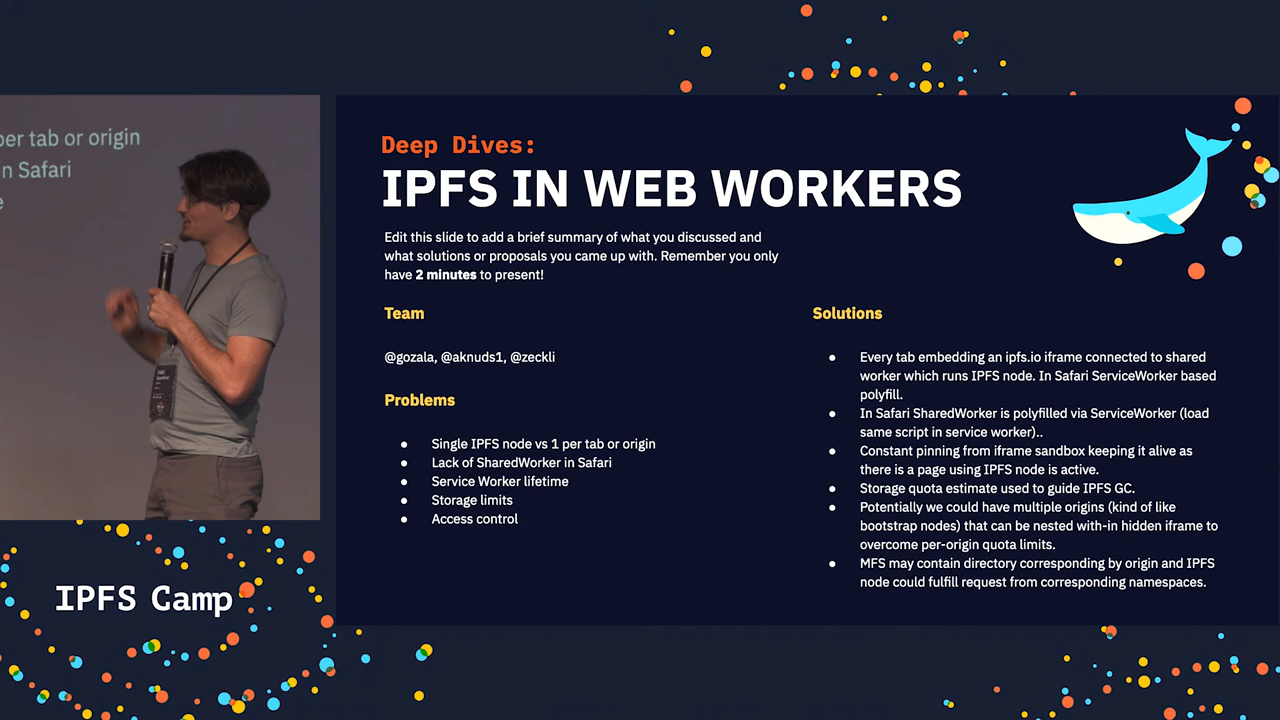 per tab or origin
in Safari
Deep Dives:
IPFS IN WEB WORKERS
Edit this slide to add a brief summary of what you discussed and
what solutions or proposals you came up with. Remember you only
have 2 minutes to present!
Team
@gozala, @aknuds1, @zeckli
Problems
● Single IPFS node vs 1 per tab or origin
● Lack of SharedWorker in Safari
● Service Worker lifetime
● Storage limits
● Access control
Solutions
● Every tab embedding an ipfs.io iframe connected to shared
worker which runs IPFS node. In Safari ServiceWorker based
polyfill.
● In Safari SharedWorker is polyfilled via ServiceWorker (load
same script in service worker)..
● Constant pinning from iframe sandbox keeping it alive as
there is a page using IPFS node is active.
● Storage quota estimate used to guide IPFS GC.
● Potentially we could have multiple origins (kind of like
bootstrap nodes) that can be nested with-in hidden iframe to
overcome per-origin quota limits.
● MFS may contain directory corresponding by origin and IPFS
node could fulfill request from corresponding namespaces.
IPFS Camp